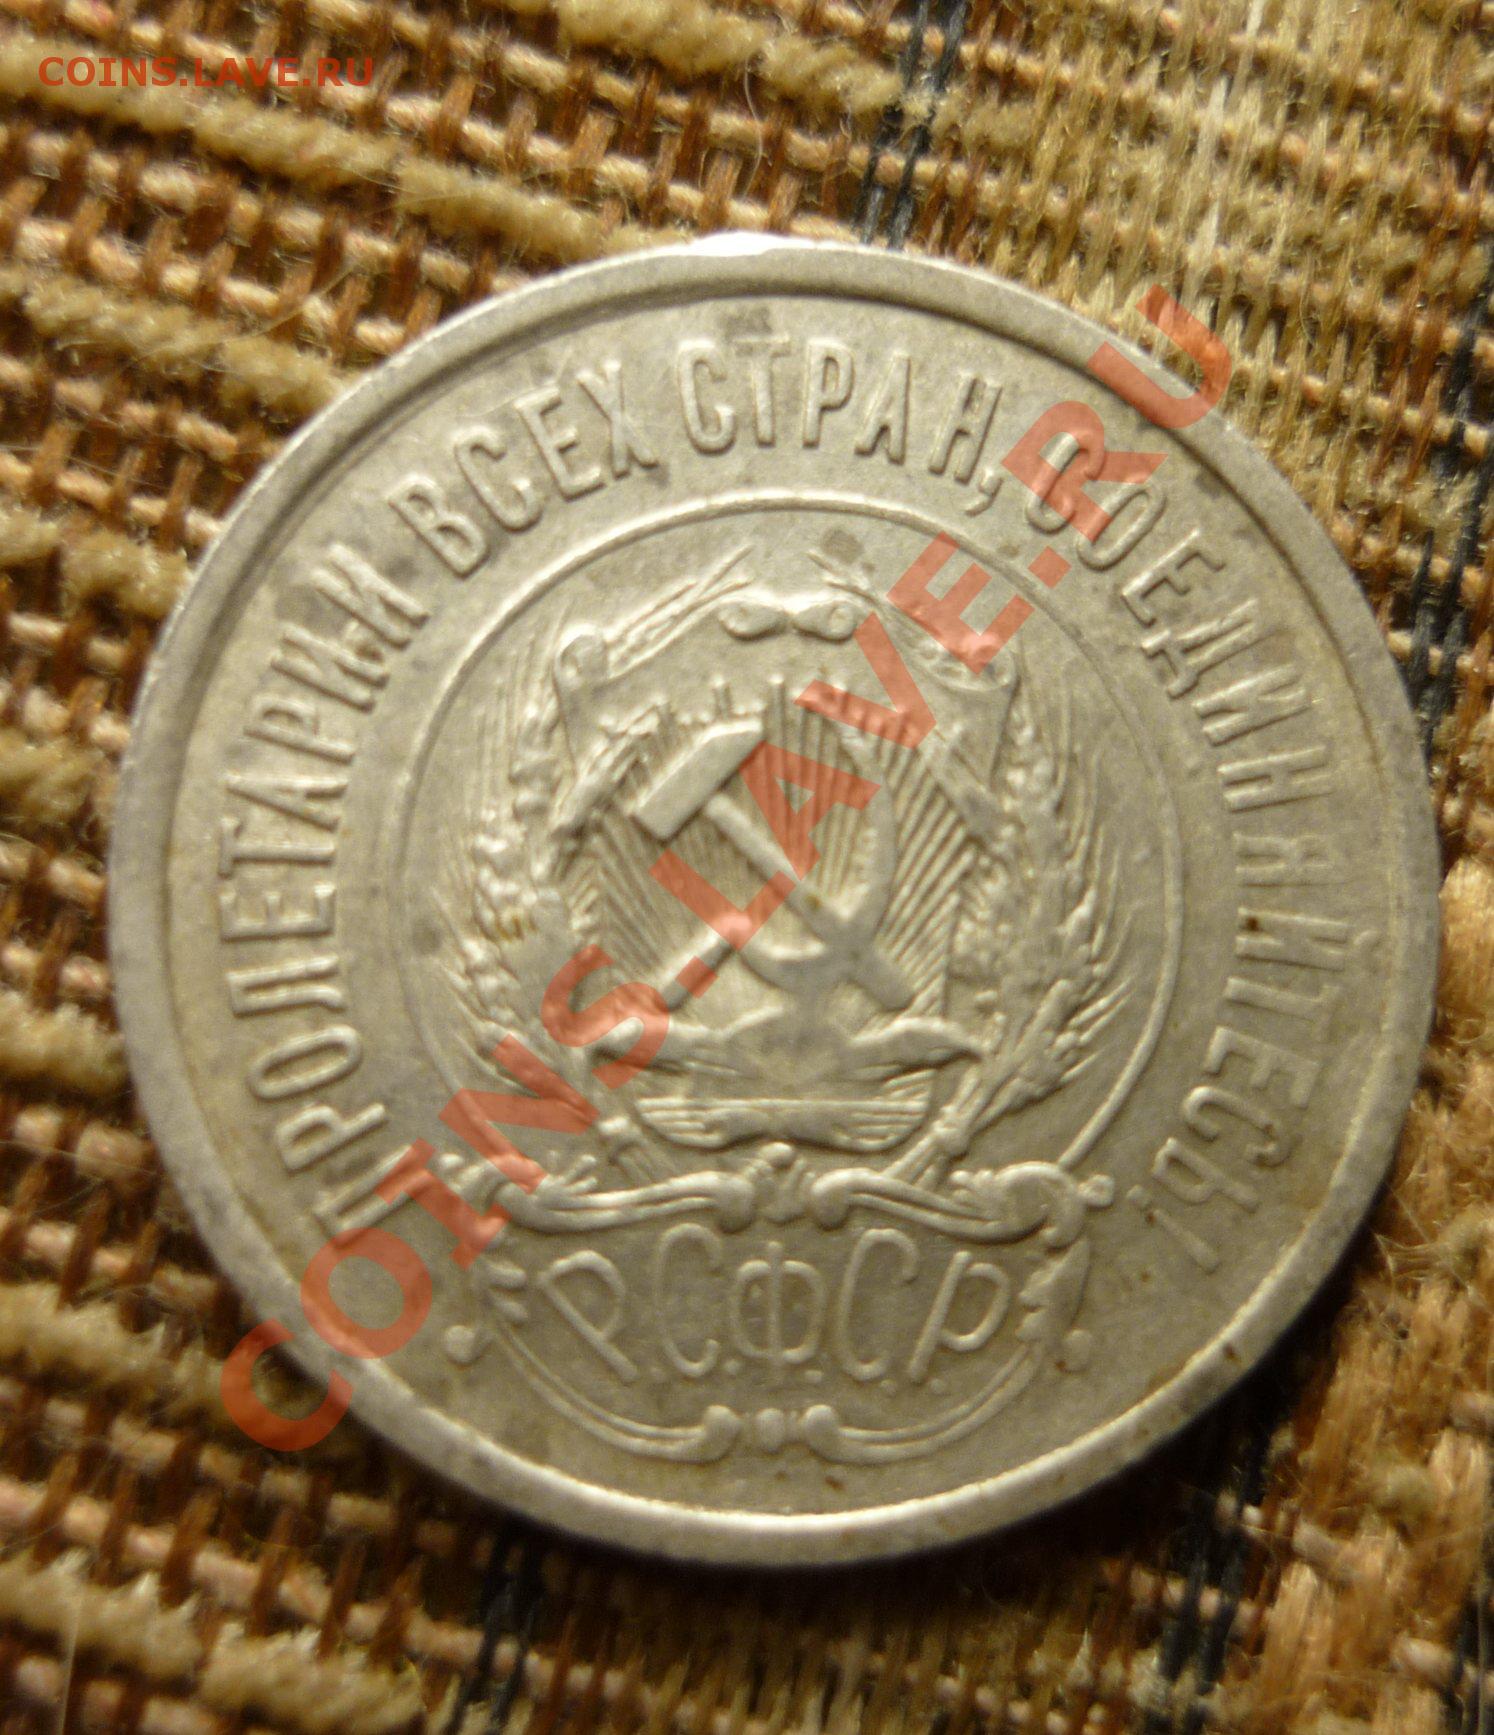 COINS.LAVE.RU
ПРОЛЕТАРИИ ВСЕХ СТРАН, СОЕДИНЯЙТЕСЬ!
Р.С.Ф.С.Р.
COINS.LAVE.RU